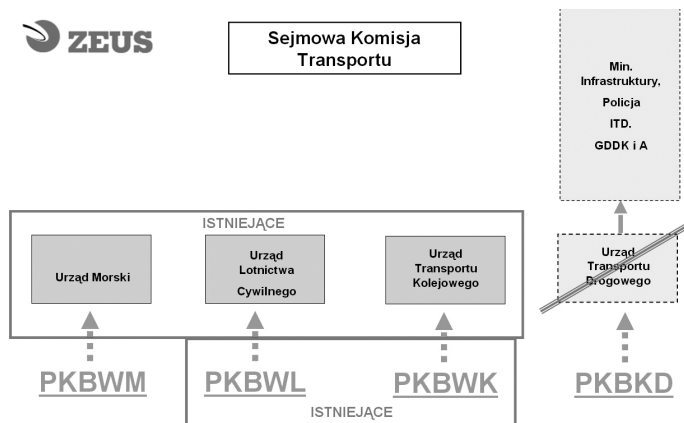 ZEUS
Sejmowa Komisja
Transportu
Min.
Infrastruktury,
Policja
ITD.
GDDK i A
ISTNIEJĄCE
Urząd Morski
Urząd
Lotnictwa
Cywilnego
Urząd
Transportu
Kolejowego
Urząd
Transportu
Drogowego
PKBWM
PKBWL
PKBWK
PKBKD
ISTNIEJĄCE